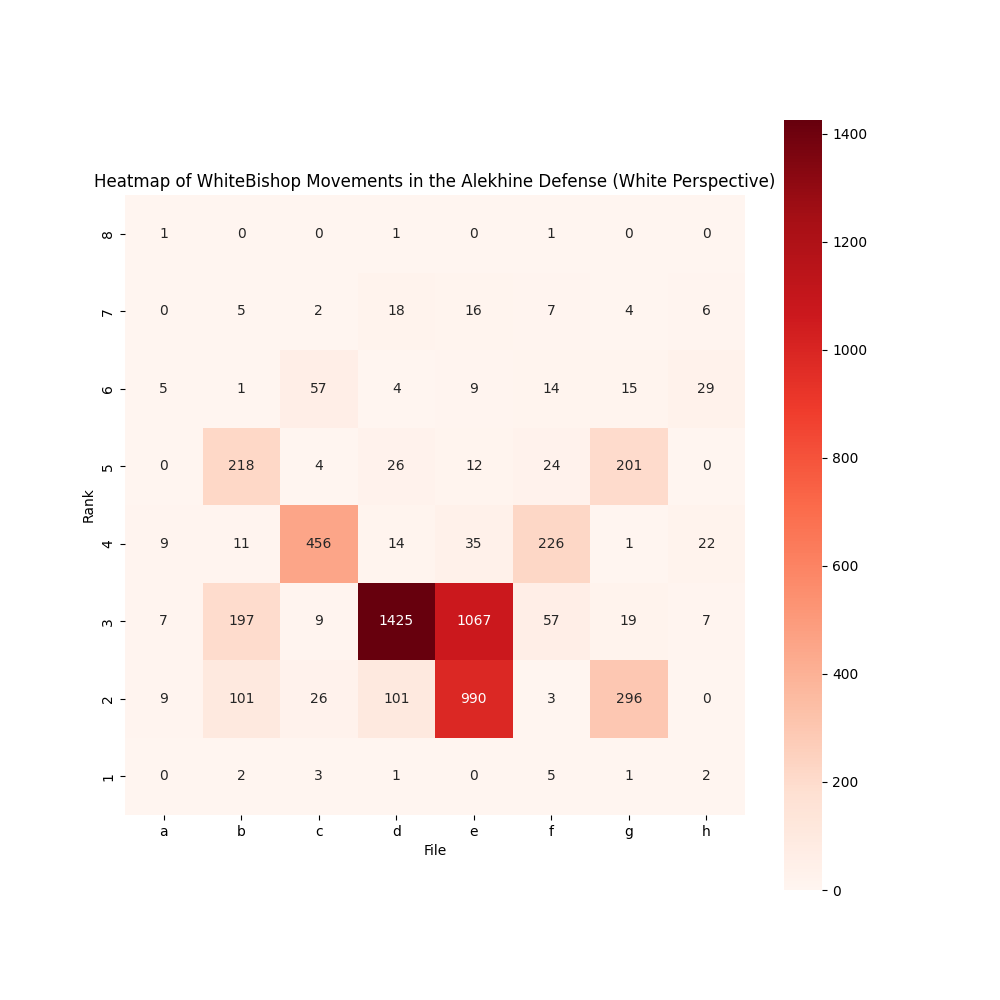 Heatmap of WhiteBishop Movements in the Alekhine Defense (White Perspective)
8 1 0 0 1 0 1 0 0
7 0 5 2 18 16 7 4 6
6 5 1 57 4 9 14 15 29
5 0 218 4 26 12 24 201 0
4 9 11 456 14 35 226 1 22
3 7 197 9 1425 1067 57 19 7
2 9 101 26 101 990 3 296 0
1 0 2 3 1 0 5 1 2
a b c d e f g h
File
Rank
1400
1200
1000
800
600
400
200
0